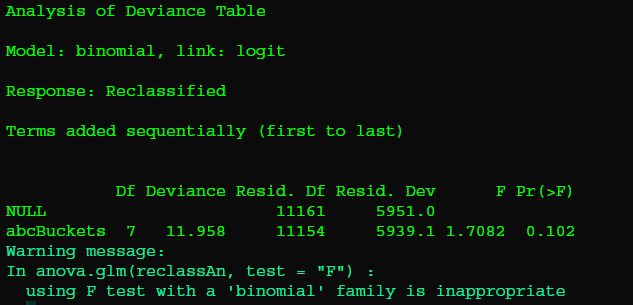 Analysis of Deviance Table
Model: binomial, link: logit
Response: Reclassified
Terms added sequentially (first to last)
Df Deviance Resid. Df Resid. Dev F Pr(>F)
NULL 11161 5951.0
abcBuckets 7 11.958 11154 5939.1 1.7082 0.102
Warning message:
In anova.glm(reclassAn, test = "F") :
using F test with a 'binomial' family is inappropriate